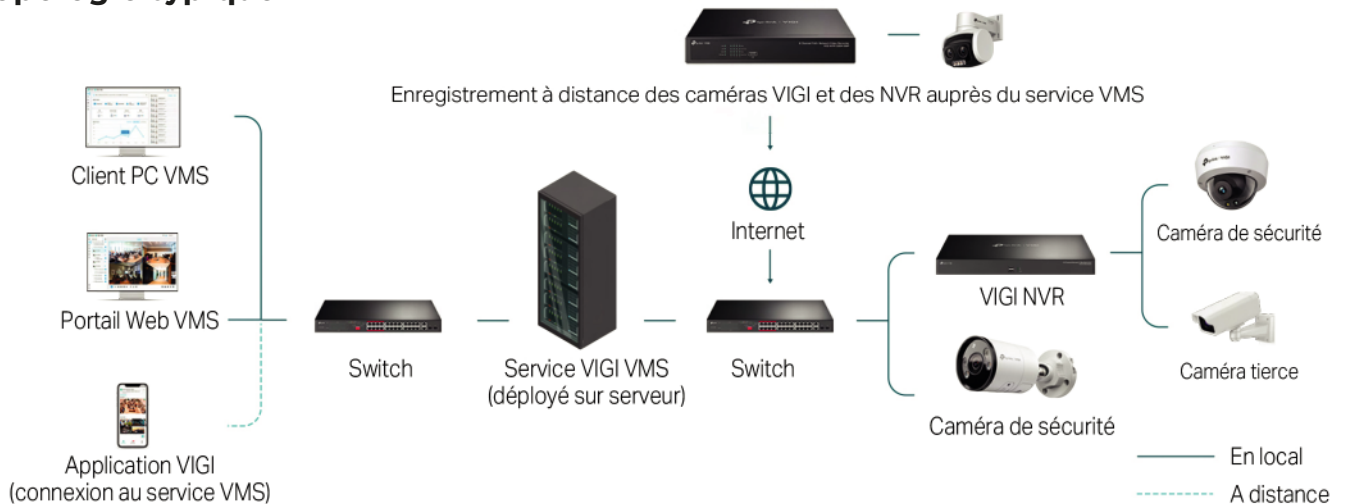 Enregistrement à distance des caméras VIGI et des NVR auprès du service VMS
Client PC VMS
Internet
Caméra de sécurité
Portail Web VMS
VIGI NVR
Switch
Service VIGI VMS
(déployé sur serveur)
Switch
Caméra tierce
Caméra de sécurité
Application VIGI
(connexion au service VMS)
En local
A distance